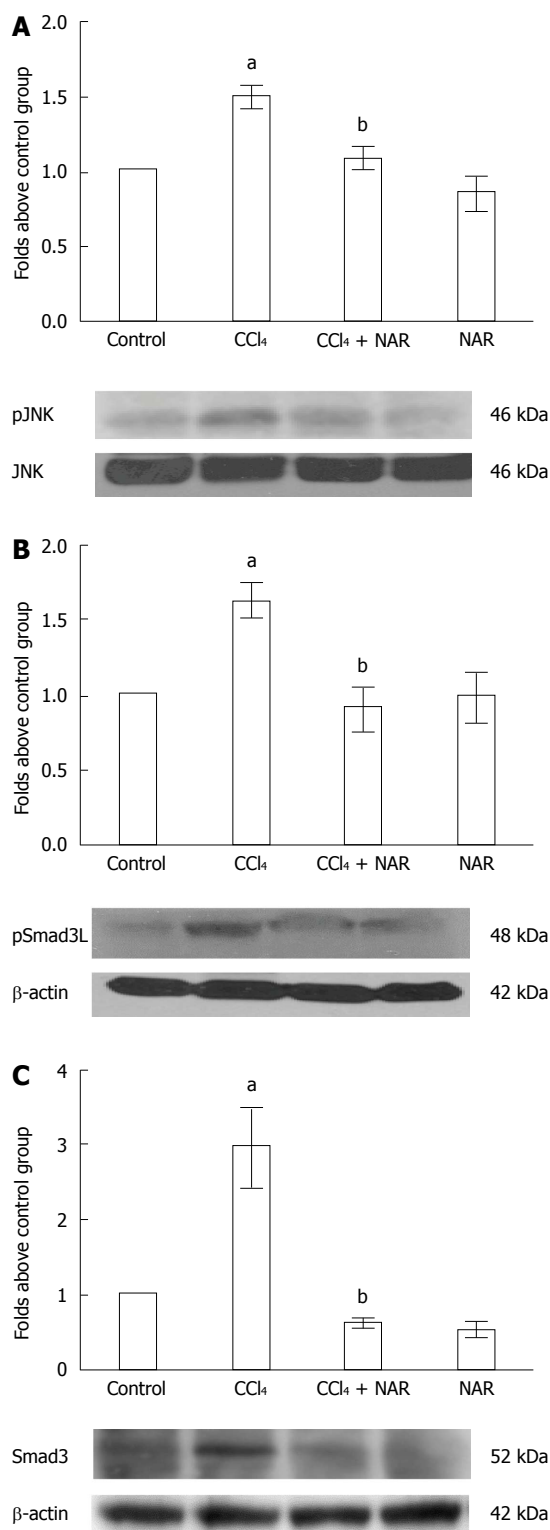 A
Folds above control group
2.0
1.5
1.0
0.5
0.0
a
b
Control CCl₄ CCl₄ + NAR NAR
pJNK 46 kDa
JNK 46 kDa
B
Folds above control group
2.0
1.5
1.0
0.5
0.0
a
b
Control CCl₄ CCl₄ + NAR NAR
pSmad3L 48 kDa
β-actin 42 kDa
C
Folds above control group
4
3
2
1
0
a
b
Control CCl₄ CCl₄ + NAR NAR
Smad3 52 kDa
β-actin 42 kDa